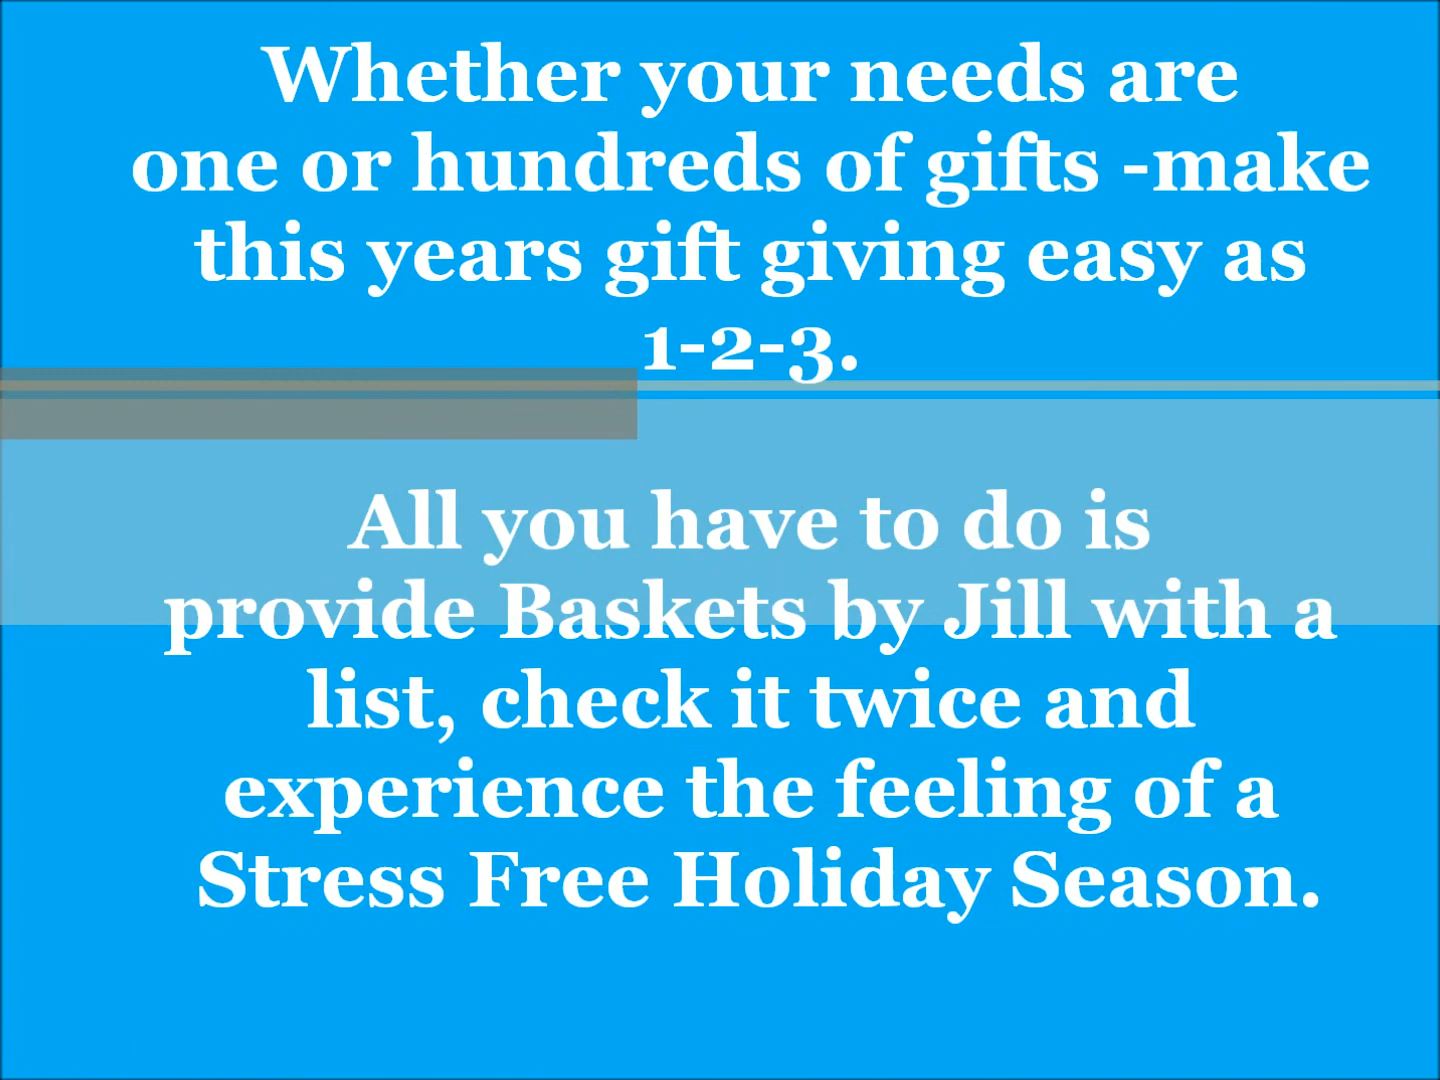 Whether your needs are
one or hundreds of gifts -make
this years gift giving easy as
1-2-3.
All you have to do is
provide Baskets by Jill with a
list, check it twice and
experience the feeling of a
Stress Free Holiday Season.